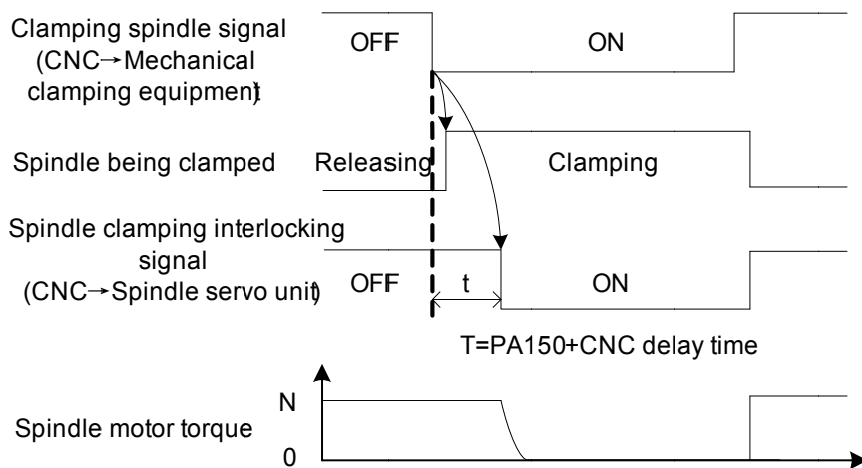 Clamping spindle signal
(CNC→Mechanical
clamping equipment)
OFF
ON
Spindle being clamped
Releasing
Clamping
Spindle clamping interlocking
signal
(CNC→Spindle servo unit)
OFF
t
ON
T=PA150+CNC delay time
Spindle motor torque
N
0